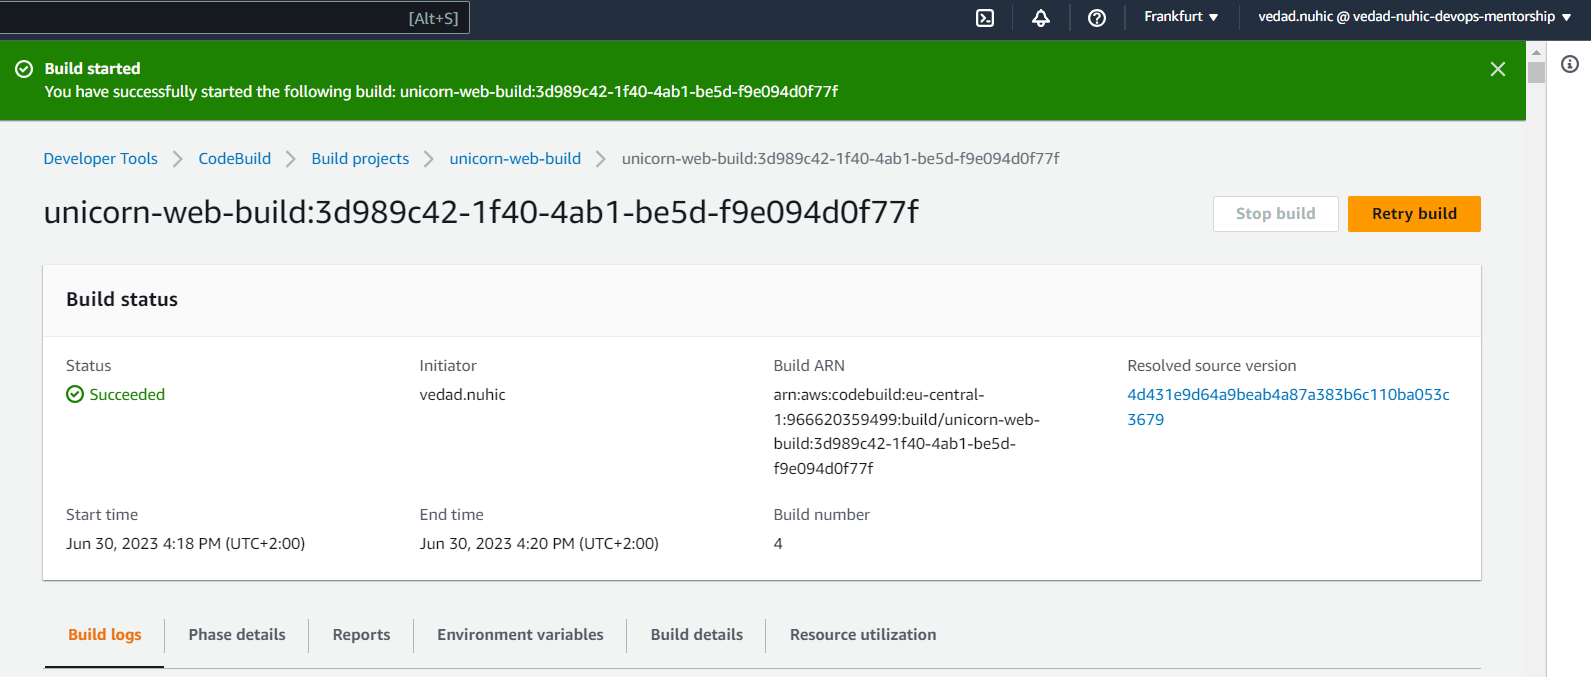 [Alt+S]
Frankfurt
vedad.nuhic @ vedad-nuhic-devops-mentorship
Build started
You have successfully started the following build: unicorn-web-build:3d989c42-1f40-4ab1-be5d-f9e094d0f77f
Developer Tools
CodeBuild
Build projects
unicorn-web-build
unicorn-web-build:3d989c42-1f40-4ab1-be5d-f9e094d0f77f
unicorn-web-build:3d989c42-1f40-4ab1-be5d-f9e094d0f77f
Stop build
Retry build
Build status
Status
Succeeded
Initiator
vedad.nuhic
Build ARN
arn:aws:codebuild:eu-central-
1:966620359499:build/unicorn-web-
build:3d989c42-1f40-4ab1-be5d-
f9e094d0f77f
Resolved source version
4d431e9d64a9beab4a87a383b6c110ba053c
3679
Start time
Jun 30, 2023 4:18 PM (UTC+2:00)
End time
Jun 30, 2023 4:20 PM (UTC+2:00)
Build number
4
Build logs
Phase details
Reports
Environment variables
Build details
Resource utilization